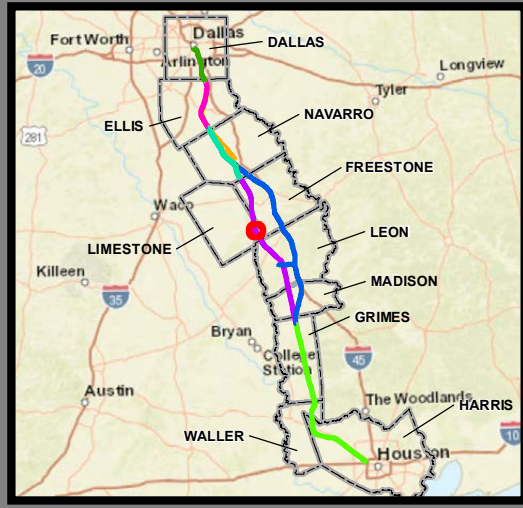 Fort Worth
Dallas
DALLAS
Arlington
20
Longview
Tyler
ELLIS
NAVARRO
281
FREESTONE
Waco
LIMESTONE
LEON
Killeen
MADISON
35
GRIMES
Bryan
College
Station
45
Austin
The Woodlands
HARRIS
WALLER
10
Houston